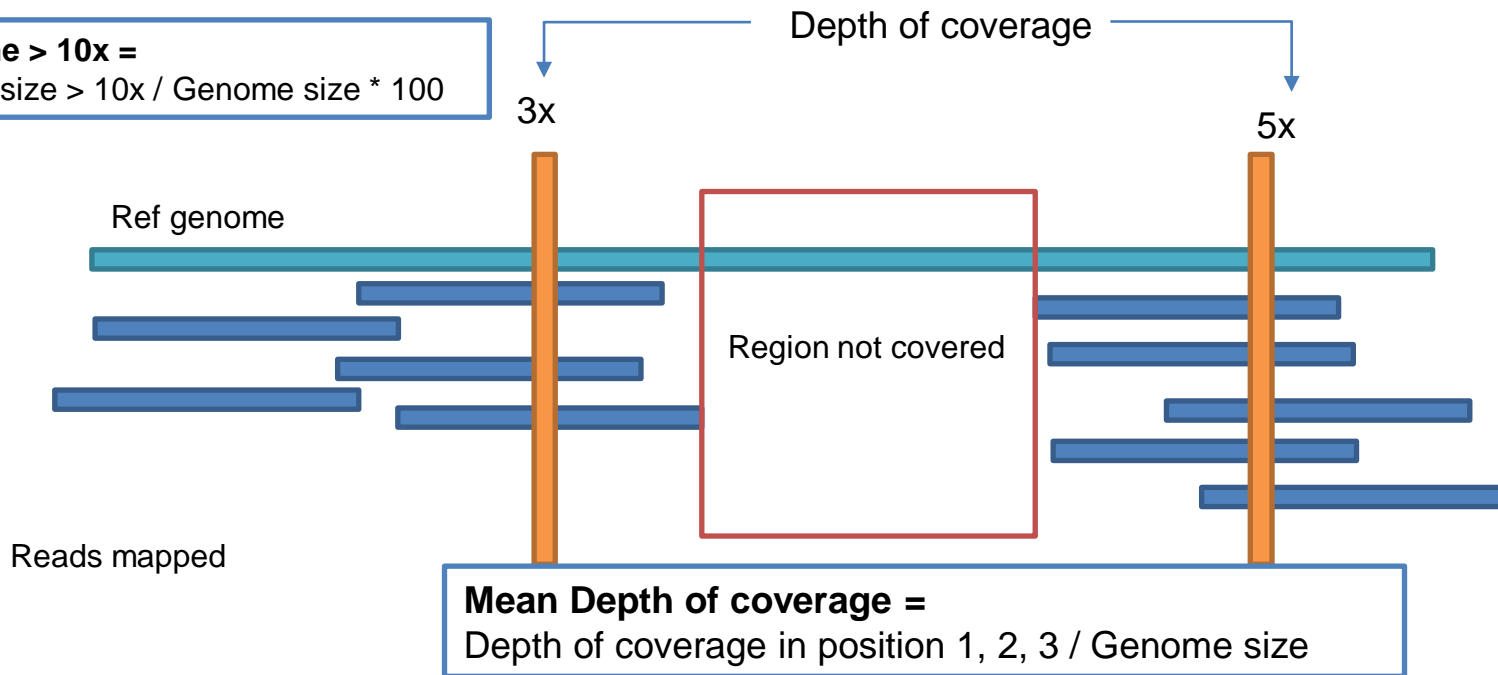 Depth of coverage
> 10x =
size > 10x / Genome size * 100
3x
5x
Ref genome
Region not covered
Reads mapped
Mean Depth of coverage =
Depth of coverage in position 1, 2, 3 / Genome size